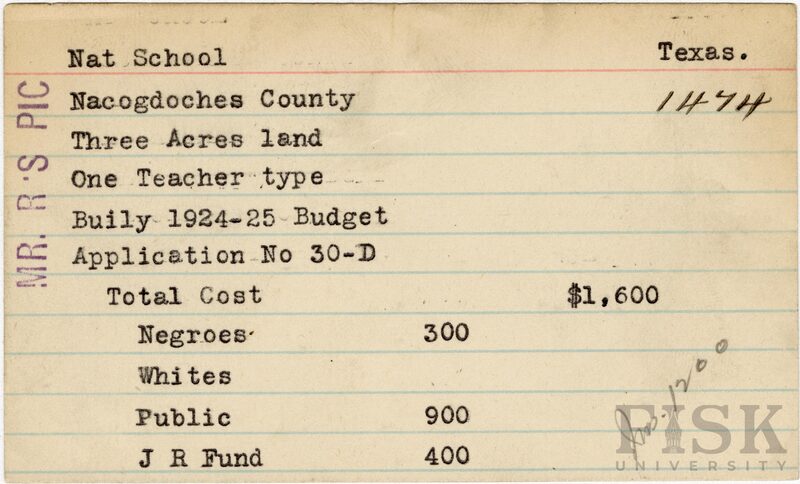 Nat School Texas.
Nacogdoches County 1474
Three Acres land
One Teacher type
Buily 1924-25 Budget
Application No 30-D
Total Cost $1,600
Negroes 300
Whites
Public 900
J R Fund 400
MR. R'S PIC
1200
FISK
UNIVERSITY